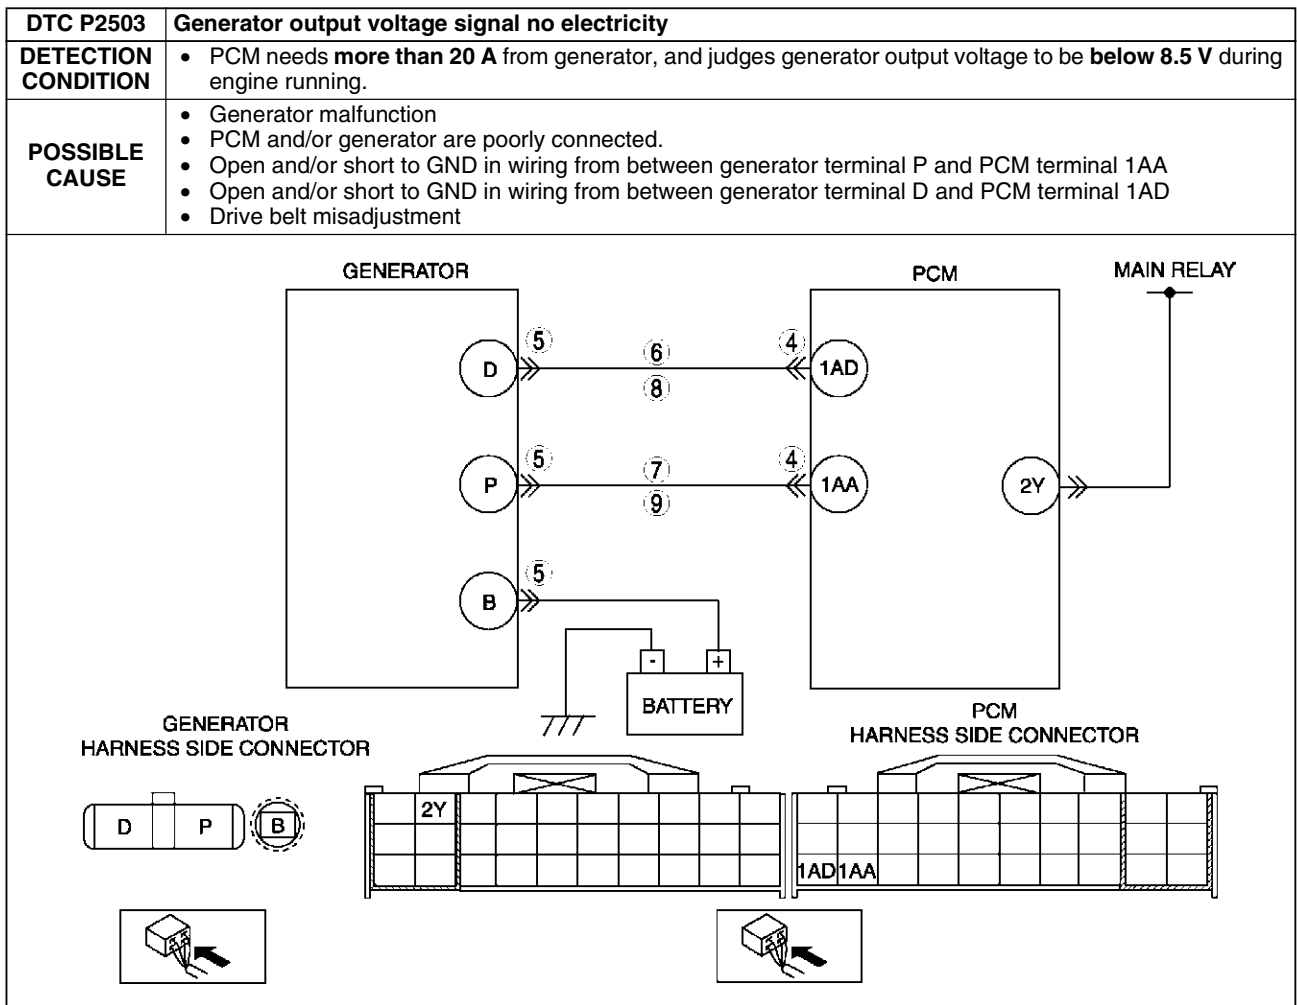 DTC P2503 Generator output voltage signal no electricity
DETECTION CONDITION
• PCM needs more than 20 A from generator, and judges generator output voltage to be below 8.5 V during
engine running.
POSSIBLE CAUSE
• Generator malfunction
• PCM and/or generator are poorly connected.
• Open and/or short to GND in wiring from between generator terminal P and PCM terminal 1AA
• Open and/or short to GND in wiring from between generator terminal D and PCM terminal 1AD
• Drive belt misadjustment
GENERATOR
PCM
MAIN RELAY
D
5
6
8
4
1AD
P
5
7
9
4
1AA
2Y
B
5
-
+
BATTERY
GENERATOR
HARNESS SIDE CONNECTOR
PCM
HARNESS SIDE CONNECTOR
D
P
B
2Y
1AD
1AA